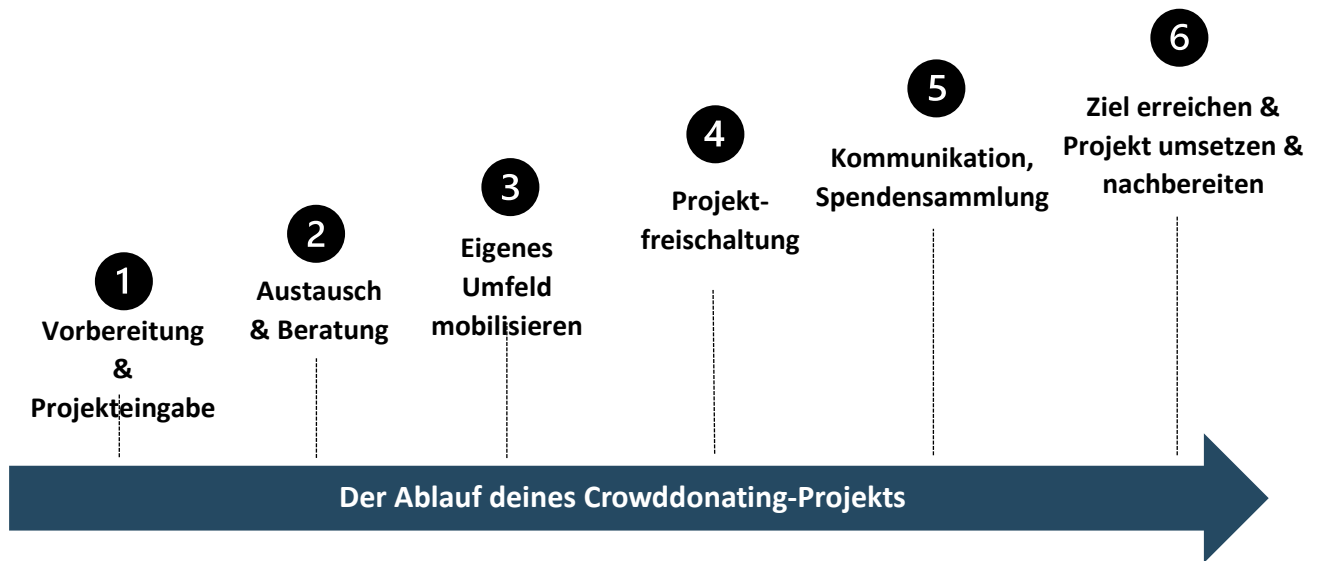 1
Vorbereitung
&
Projekteingabe
2
Austausch
& Beratung
3
Eigenes
Umfeld
mobilisieren
4
Projekt-
freischaltung
5
Kommunikation,
Spendensammlung
6
Ziel erreichen &
Projekt umsetzen &
nachbereiten
Der Ablauf deines Crowddonating-Projekts